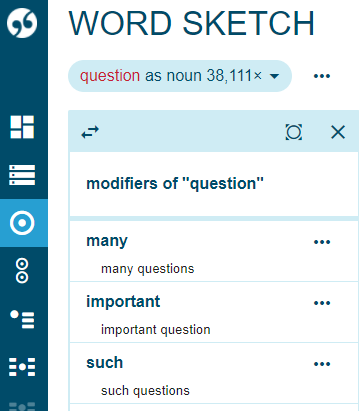 WORD SKETCH
question as noun 38,111×
modifiers of "question"
many
many questions
important
important question
such
such questions